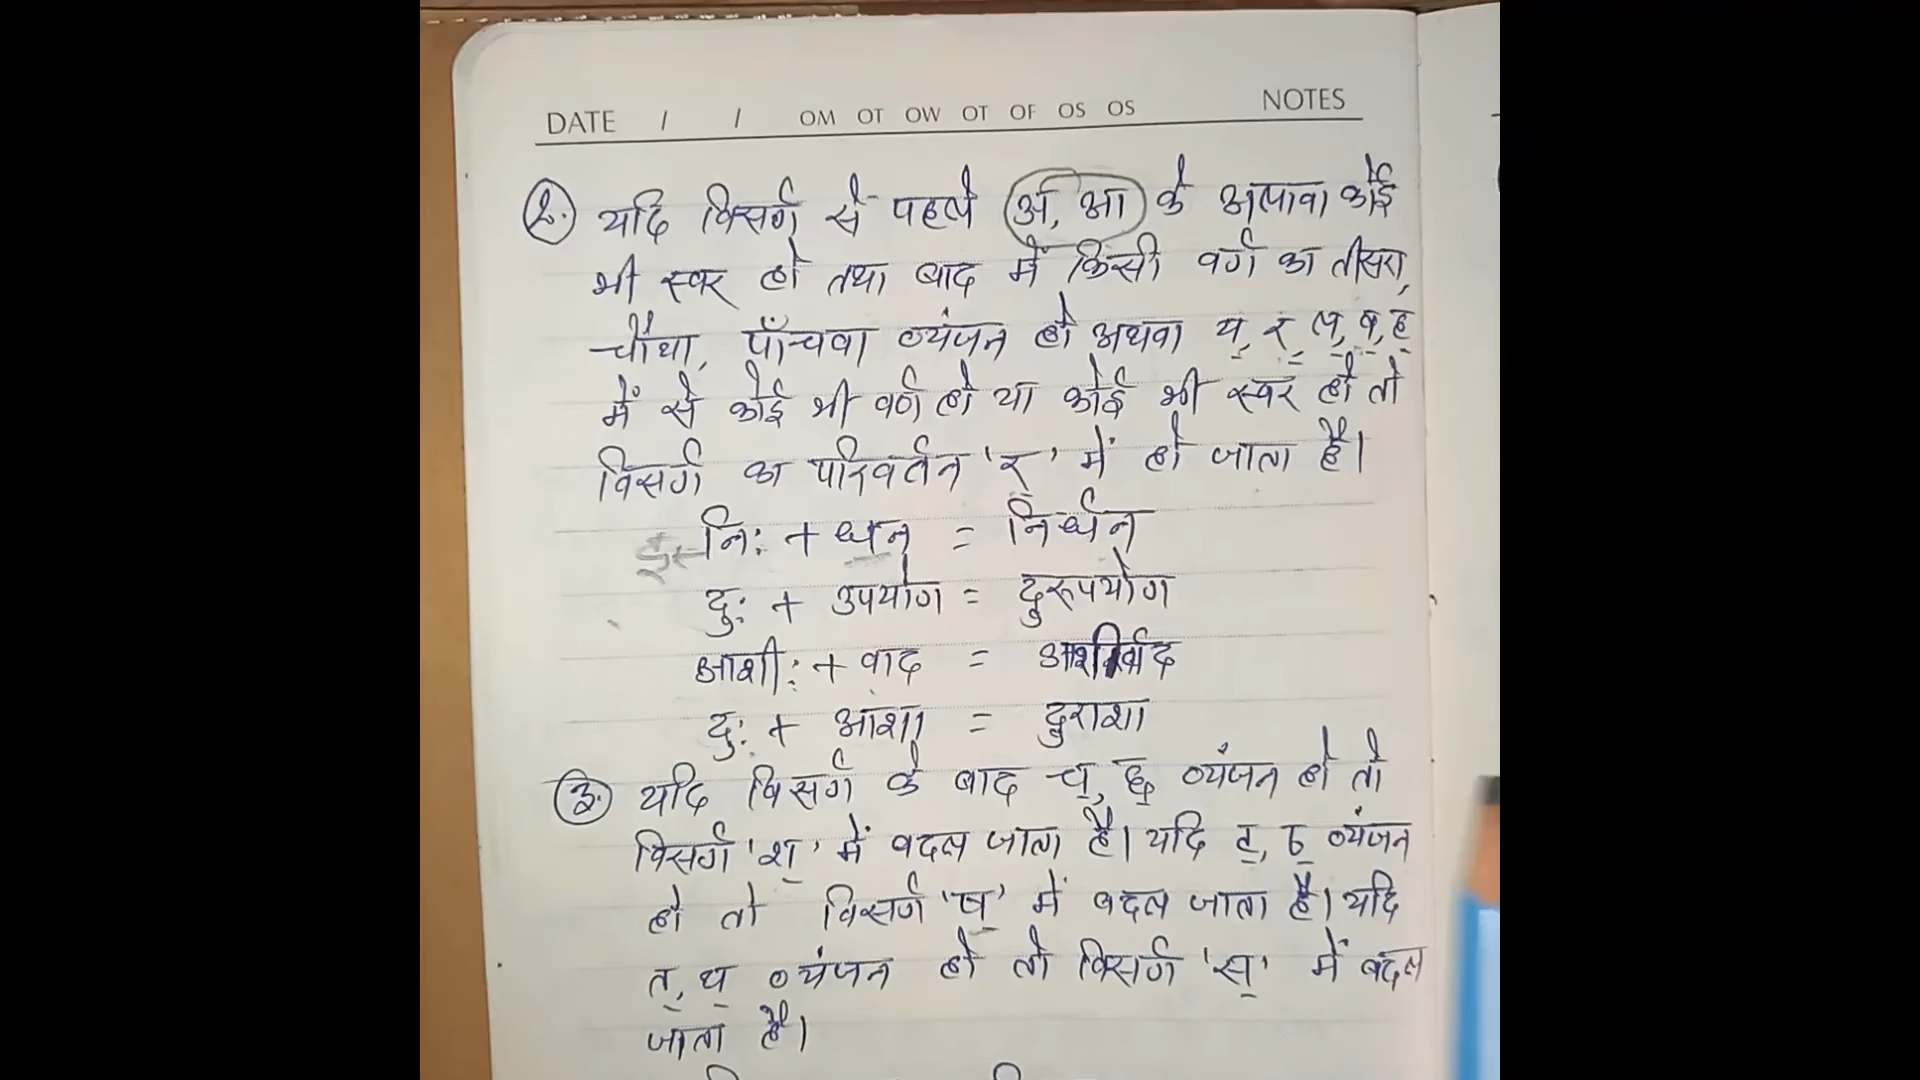 DATE / / OM OT OW OT OF OS OS NOTES
२. यदि विसर्ग से पहले अ, आ के अलावा कोई
भी स्वर हो तथा बाद में किसी वर्ग का तीसरा,
चौथा, पाँचवा व्यंजन हो अथवा य्, र्, ल्, व्, ह्
में से कोई भी वर्ण हो या कोई भी स्वर हो तो
विसर्ग का परिवर्तन 'र्' में हो जाता है।
इ नि: + धन = निर्धन
दु: + उपयोग = दुरूपयोग
आशी: + वाद = आशीर्वाद
दु: + आशा = दुराशा
३. यदि विसर्ग के बाद च्, छ् व्यंजन हो तो
विसर्ग 'श्' में बदल जाता है। यदि ट्, ठ् व्यंजन
हो तो विसर्ग 'ष्' में बदल जाता है। यदि
त्, थ् व्यंजन हो तो विसर्ग 'स्' में बदल
जाता है।